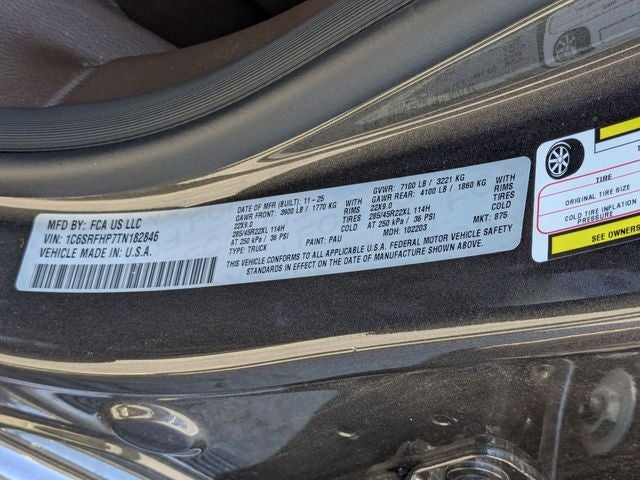 MFD BY: FCA US LLC
VIN: 1C6SRFHP7TN182846
VEHICLE MADE IN: U.S.A.
DATE OF MFR (BUILT): 11-25
GAWR FRONT: 3900 LB / 1770 KG WITH
22X9.0 RIMS
285/45R22XL 114H TIRES
AT 250 kPa / 36 PSI COLD
TYPE: TRUCK PAINT: PAU
GVWR: 7100 LB / 3221 KG
GAWR REAR: 4100 LB / 1860 KG WITH
22X9.0 RIMS
285/45R22XL 114H TIRES
AT 250 kPa / 36 PSI COLD
MOH: 102203 MKT: 875
THIS VEHICLE CONFORMS TO ALL APPLICABLE U.S.A. FEDERAL MOTOR VEHICLE SAFETY
STANDARDS IN EFFECT ON THE DATE OF MANUFACTURE SHOWN ABOVE.
TIRE
ORIGINAL TIRE SIZE
COLD TIRE INFLATION
PRESSURE
SEE OWNERS